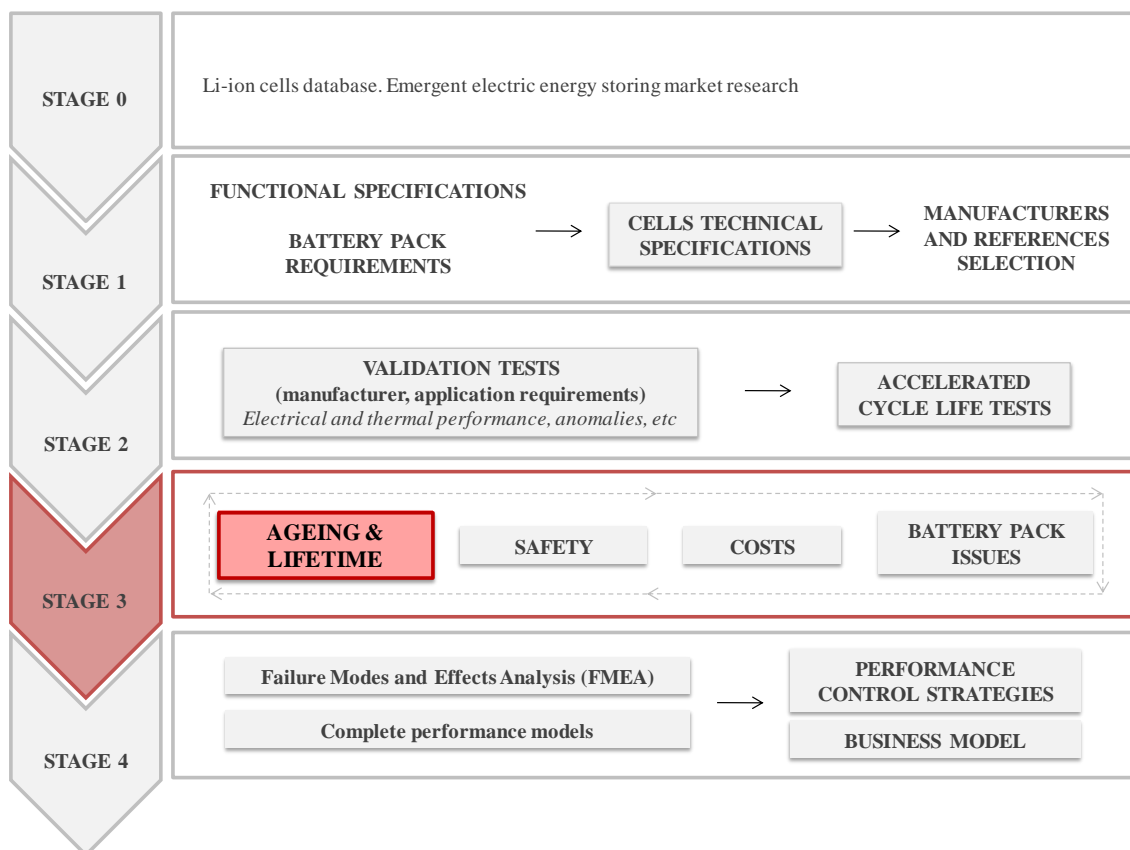 STAGE 0
Li-ion cells database. Emergent electric energy storing market research
STAGE 1
FUNCTIONAL SPECIFICATIONS
BATTERY PACK
REQUIREMENTS
CELLS TECHNICAL
SPECIFICATIONS
MANUFACTURERS
AND REFERENCES
SELECTION
STAGE 2
VALIDATION TESTS
(manufacturer, application requirements)
Electrical and thermal performance, anomalies, etc
ACCELERATED
CYCLE LIFE TESTS
STAGE 3
AGEING &
LIFETIME
SAFETY
COSTS
BATTERY PACK
ISSUES
STAGE 4
Failure Modes and Effects Analysis (FMEA)
Complete performance models
PERFORMANCE
CONTROL STRATEGIES
BUSINESS MODEL